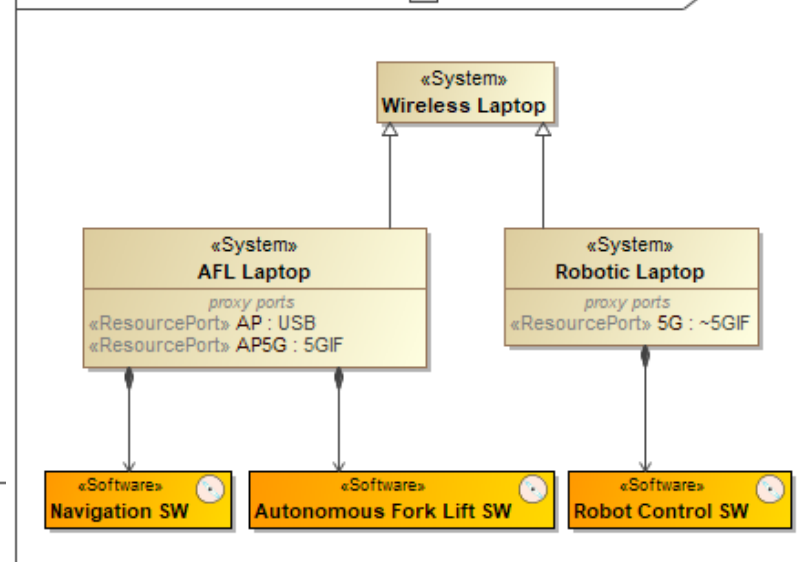 «System»
Wireless Laptop
«System»
AFL Laptop
proxy ports
«ResourcePort» AP : USB
«ResourcePort» AP5G : 5GIF
«System»
Robotic Laptop
proxy ports
«ResourcePort» 5G : ~5GIF
«Software»
Navigation SW
«Software»
Autonomous Fork Lift SW
«Software»
Robot Control SW